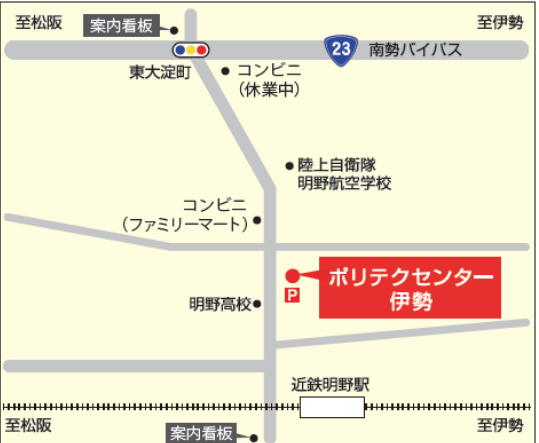 至松阪
案内看板
至伊勢
23
南勢バイパス
東大淀町
コンビニ
(休業中)
陸上自衛隊
明野航空学校
コンビニ
(ファミリーマート)
ポリテクセンター
伊勢
P
明野高校
近鉄明野駅
至松阪
案内看板
至伊勢